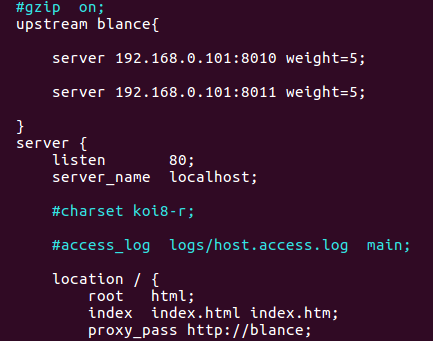 #gzip  on;
upstream blance{
    server 192.168.0.101:8010 weight=5;
    server 192.168.0.101:8011 weight=5;
}
server {
    listen       80;
    server_name  localhost;
    #charset koi8-r;
    #access_log  logs/host.access.log  main;
    location / {
        root   html;
        index  index.html index.htm;
        proxy_pass http://blance;